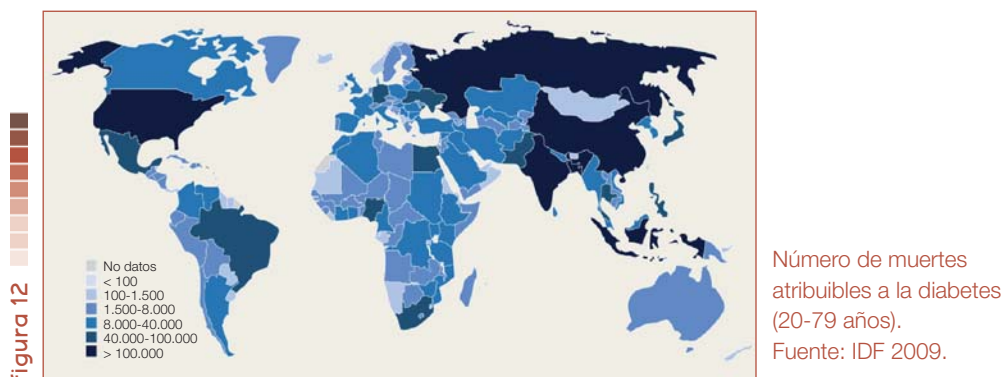 figura 12
No datos
< 100
100-1.500
1.500-8.000
8.000-40.000
40.000-100.000
> 100.000
Número de muertes
atribuibles a la diabetes
(20-79 años).
Fuente: IDF 2009.